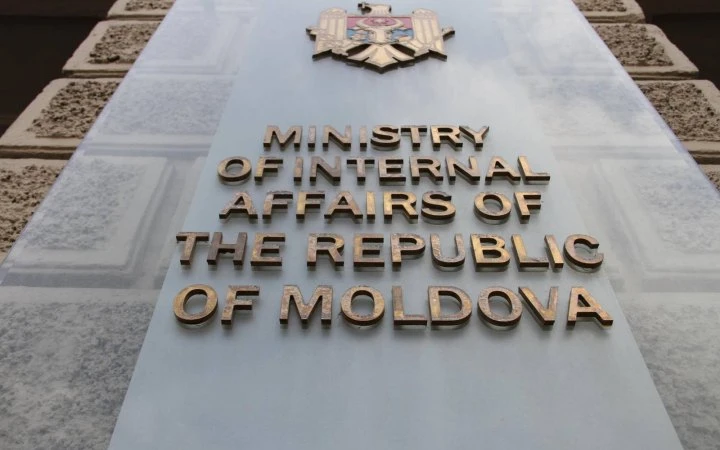 MINISTRY
OF INTERNAL
AFFAIRS OF
THE REPUBLIC
OF MOLDOVA